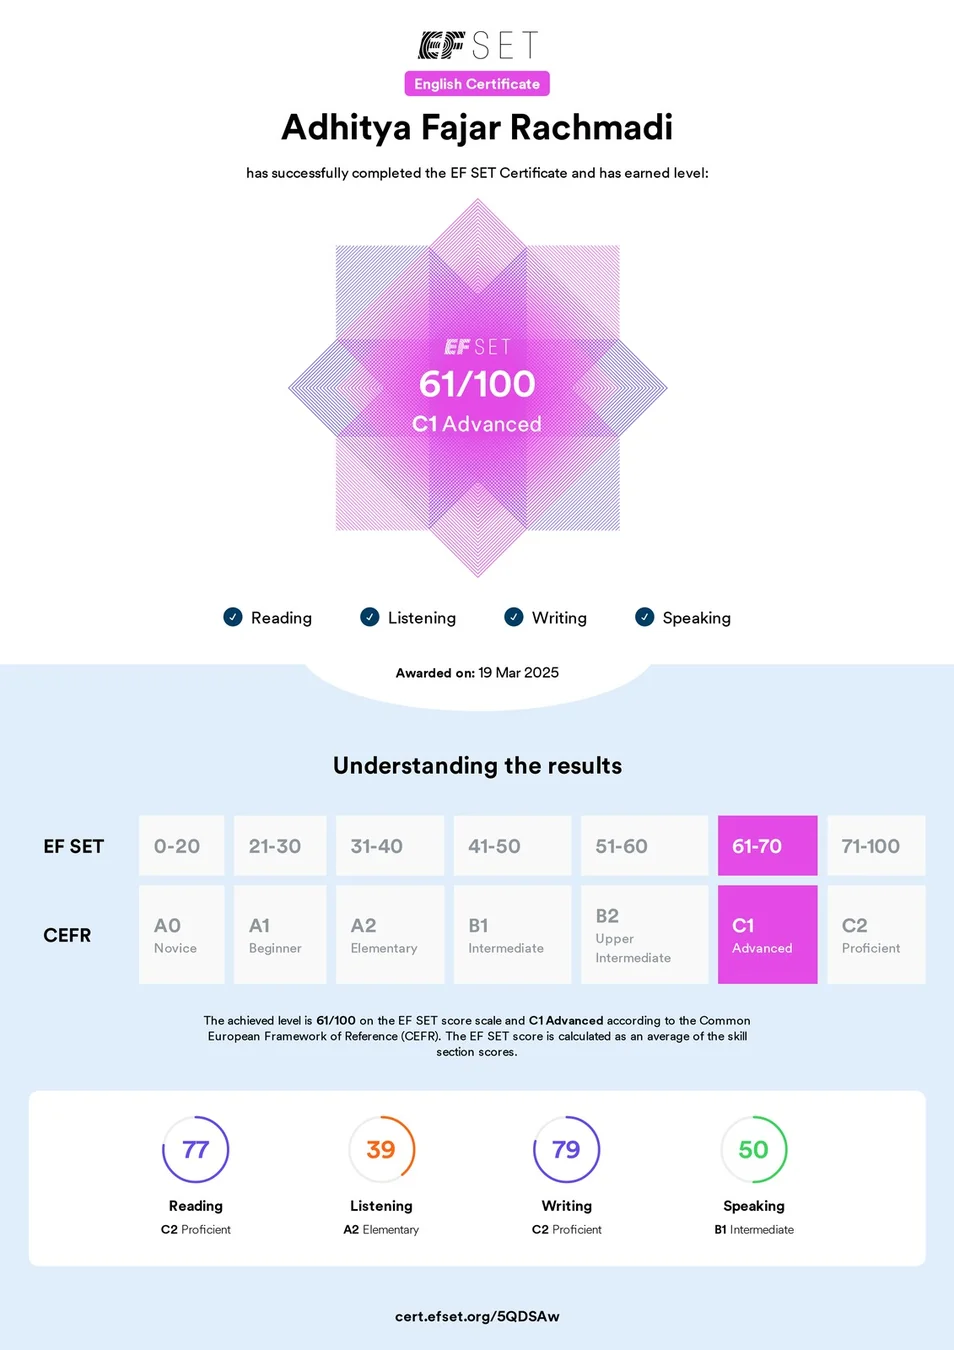 EF SET
English Certificate
Adhitya Fajar Rachmadi
has successfully completed the EF SET Certificate and has earned level:
EF SET
61/100
C1 Advanced
Reading Listening Writing Speaking
Awarded on: 19 Mar 2025
Understanding the results
EF SET 0-20 21-30 31-40 41-50 51-60 61-70 71-100
CEFR A0 Novice A1 Beginner A2 Elementary B1 Intermediate B2 Upper Intermediate C1 Advanced C2 Proficient
The achieved level is 61/100 on the EF SET score scale and C1 Advanced according to the Common
European Framework of Reference (CEFR). The EF SET score is calculated as an average of the skill
section scores.
77 39 79 50
Reading Listening Writing Speaking
C2 Proficient A2 Elementary C2 Proficient B1 Intermediate
cert.efset.org/5QDSAw